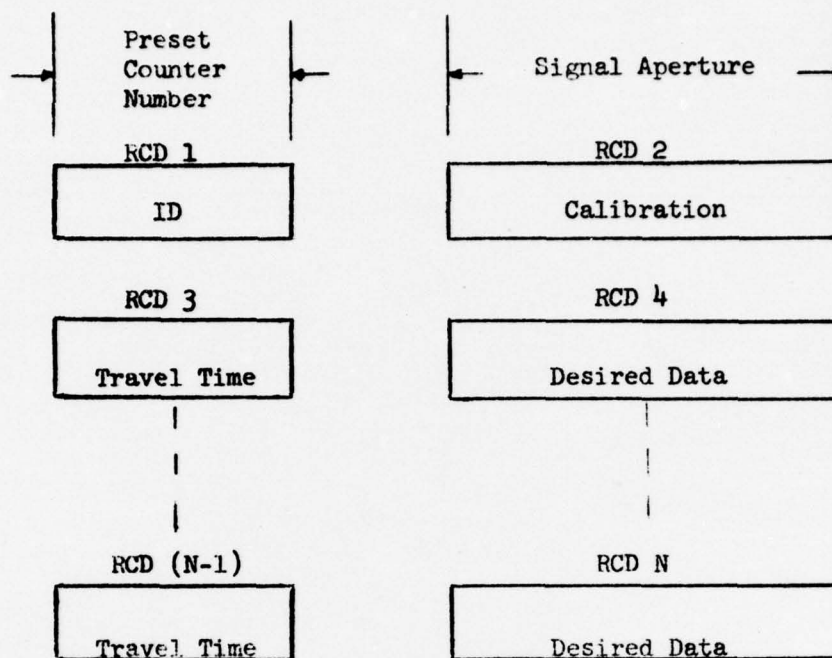 Preset
Counter
Number
Signal Aperture
RCD 1
RCD 2
ID
Calibration
RCD 3
RCD 4
Travel Time
Desired Data
RCD (N-1)
RCD N
Travel Time
Desired Data